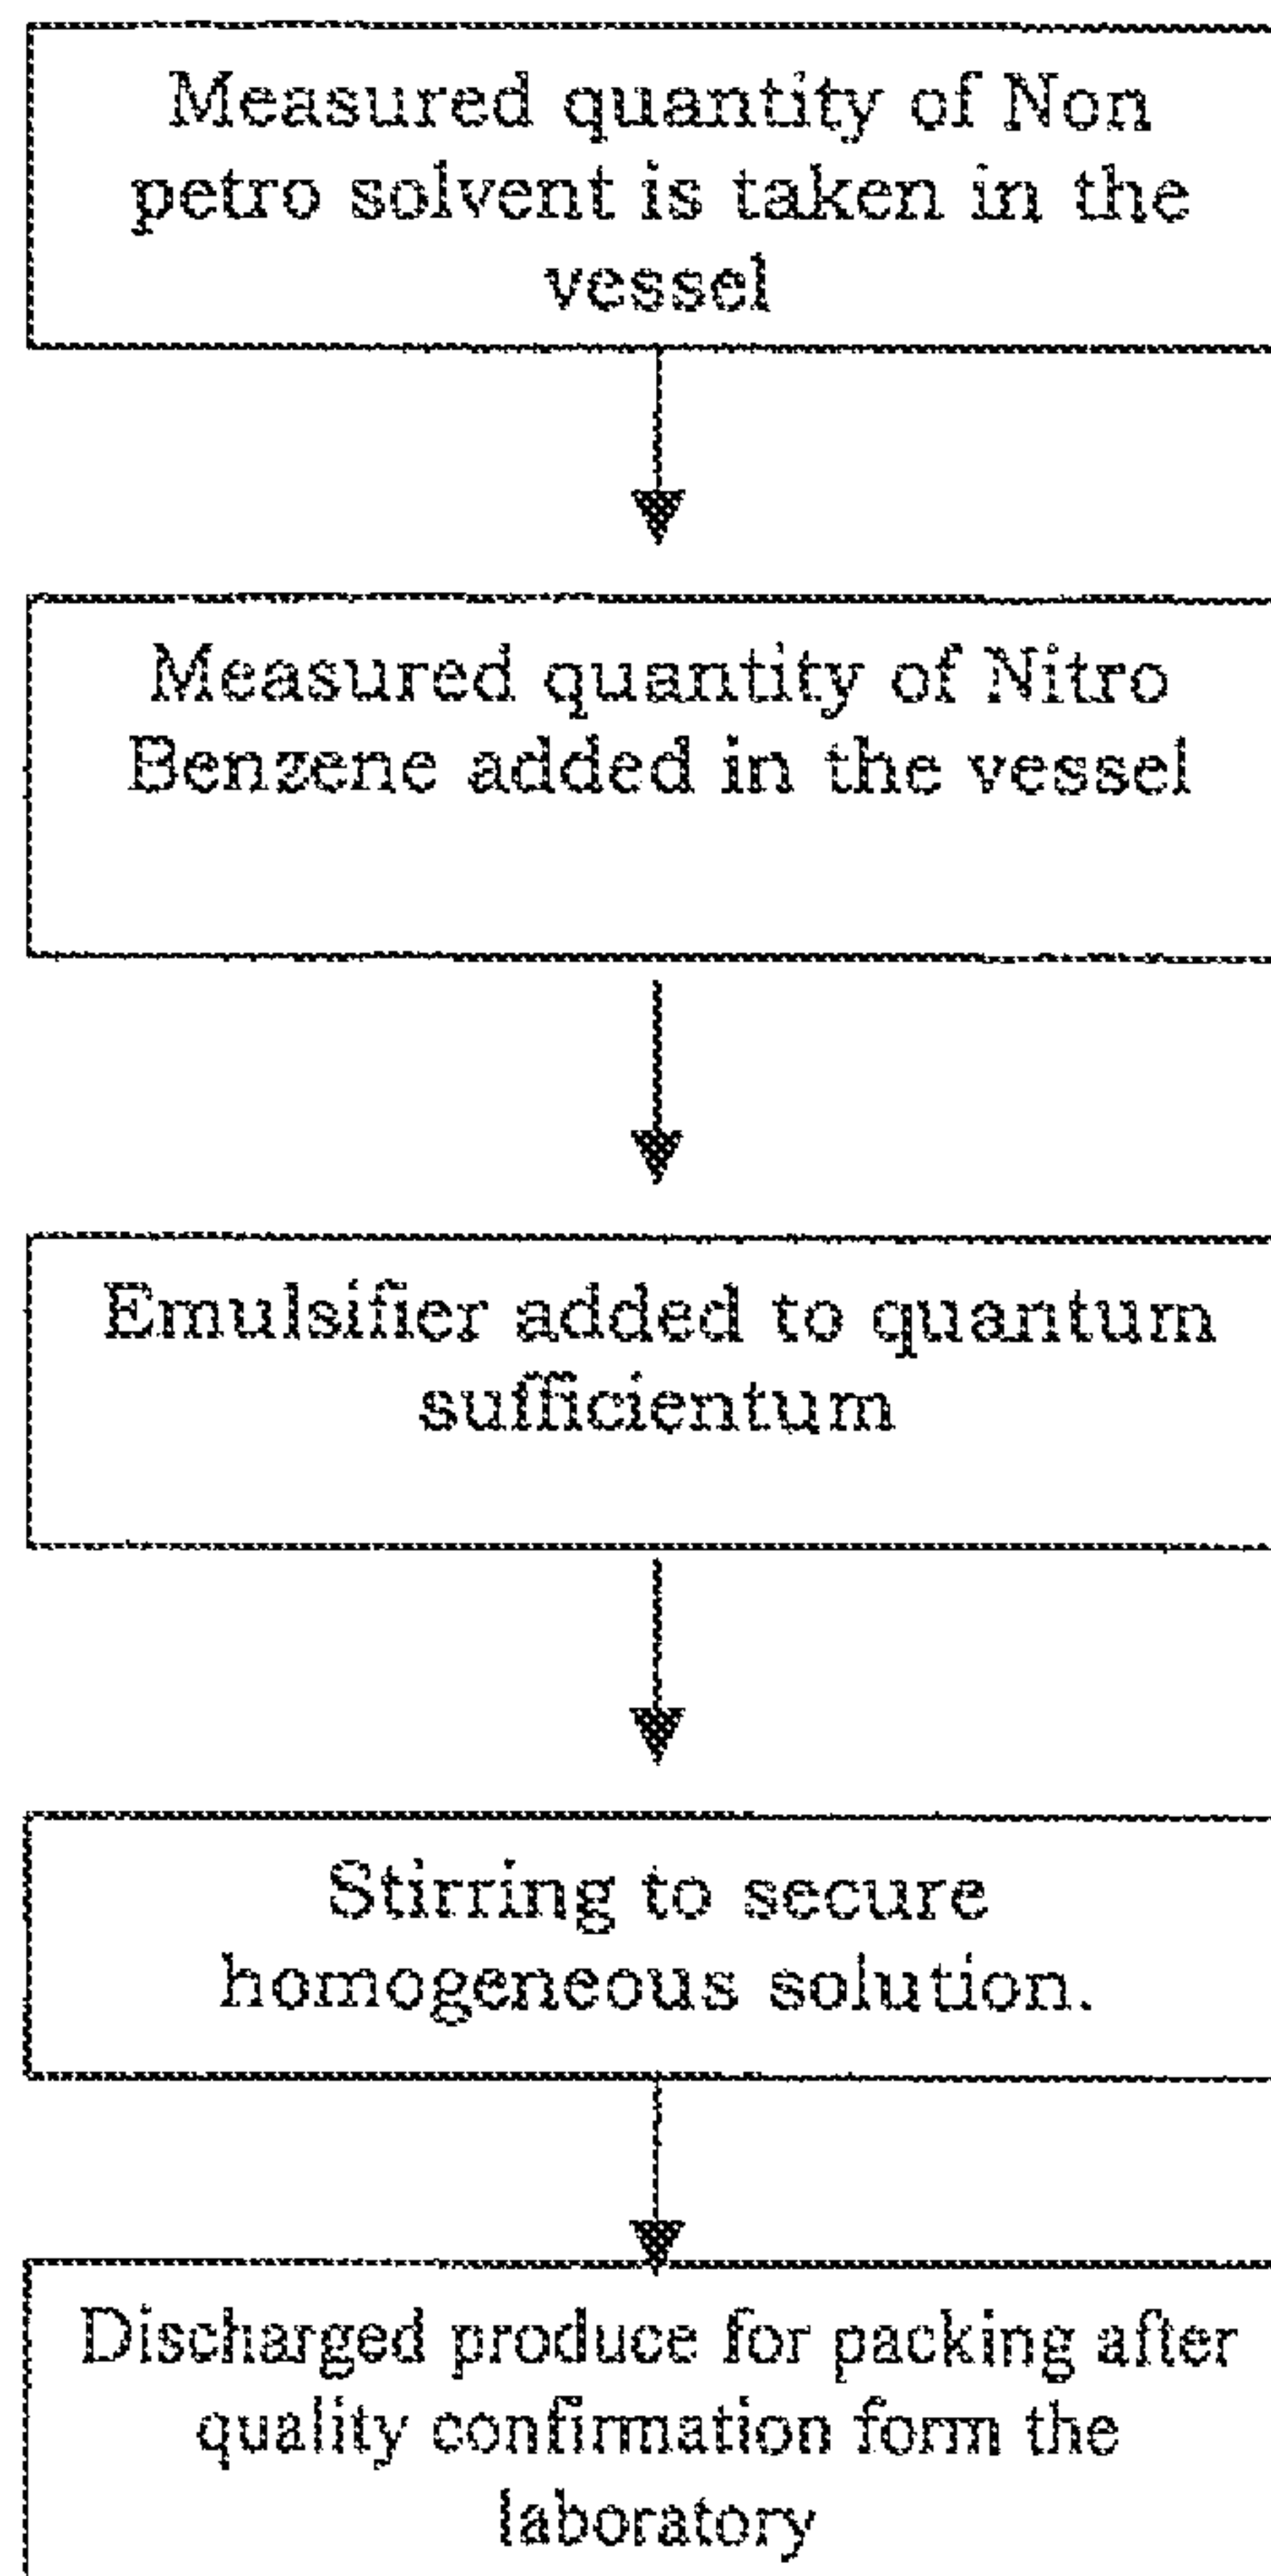 Measured quantity of Non
petro solvent is taken in the
vessel
Measured quantity of Nitro
Benzene added in the vessel
Emulsifier added to quantum
sufficientum
Stirring to secure
homogeneous solution.
Discharged produce for packing after
quality confirmation form the
laboratory